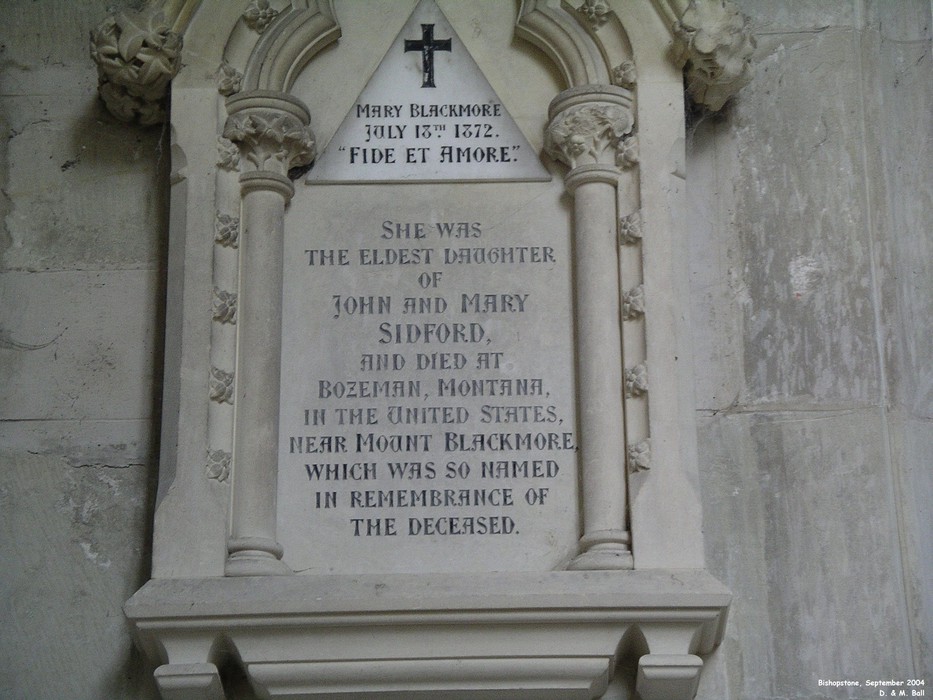 MARY BLACKMORE
JULY 18TH 1872.
"FIDE ET AMORE."
SHE WAS
THE ELDEST DAUGHTER
OF
JOHN AND MARY
SIDFORD,
AND DIED AT
BOZEMAN, MONTANA,
IN THE UNITED STATES,
NEAR MOUNT BLACKMORE,
WHICH WAS SO NAMED
IN REMEMBRANCE OF
THE DECEASED.
Bishopstone, September 2004
D. & M. Ball